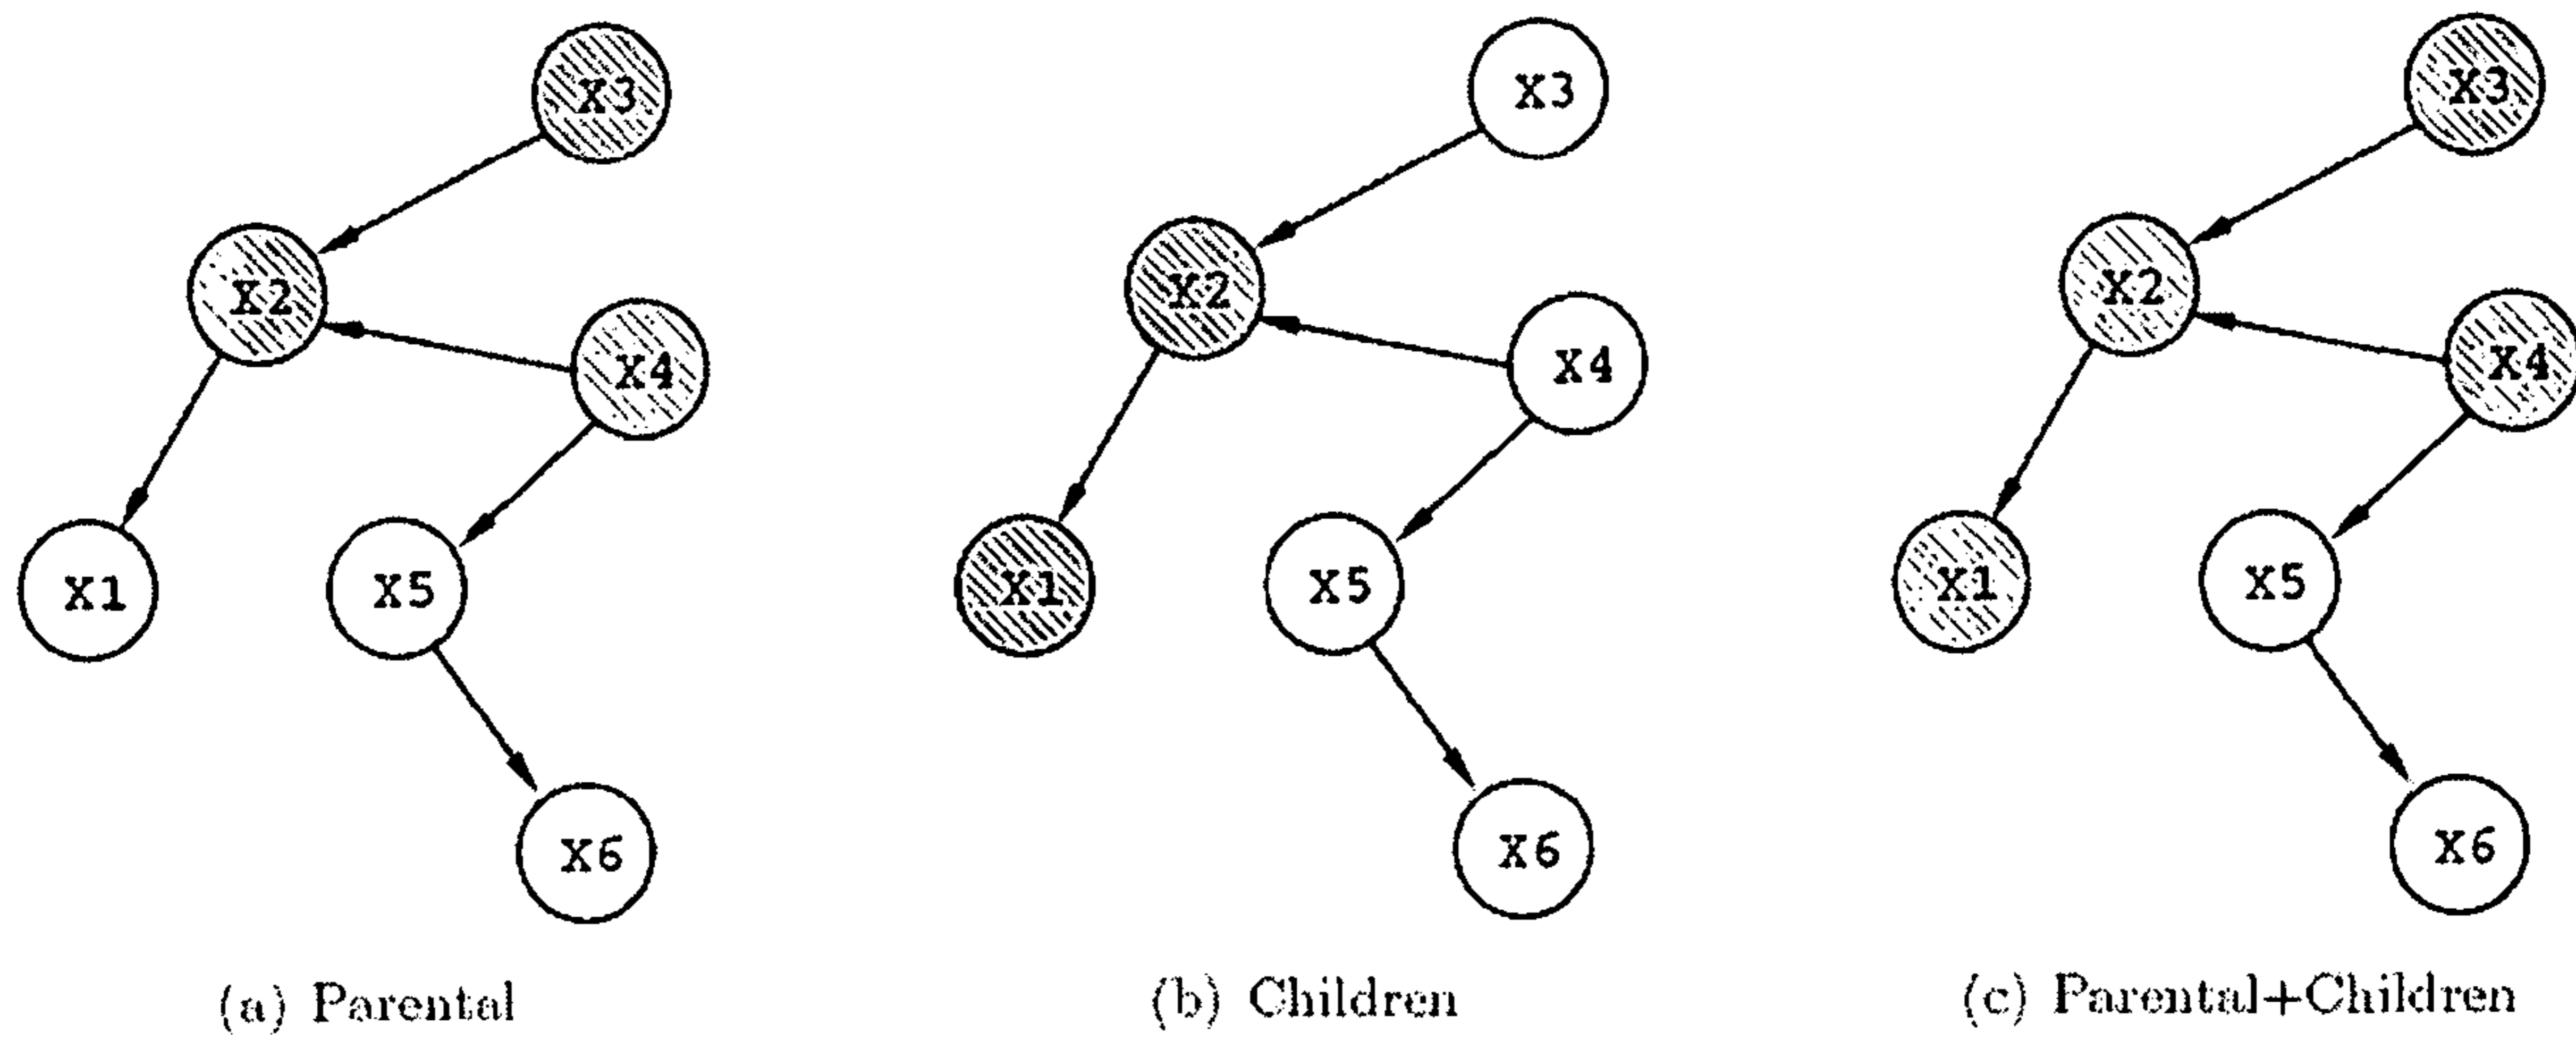 X3
X2
X4
X1
X5
X6
(a) Parental
X3
X2
X4
X1
X5
X6
(b) Children
X3
X2
X4
X1
X5
X6
(c) Parental+Children